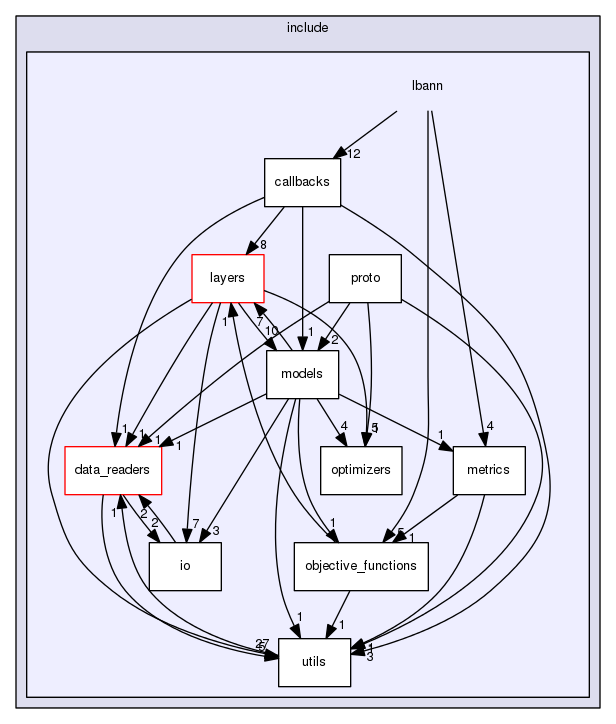 include
lbann
12
callbacks
8
layers
proto
1
7
10
1
2
models
1
1
1
1
4
5
1
4
data_readers
optimizers
metrics
1
2
2
7
3
1
5
1
io
objective_functions
1
1
27
1
3
utils